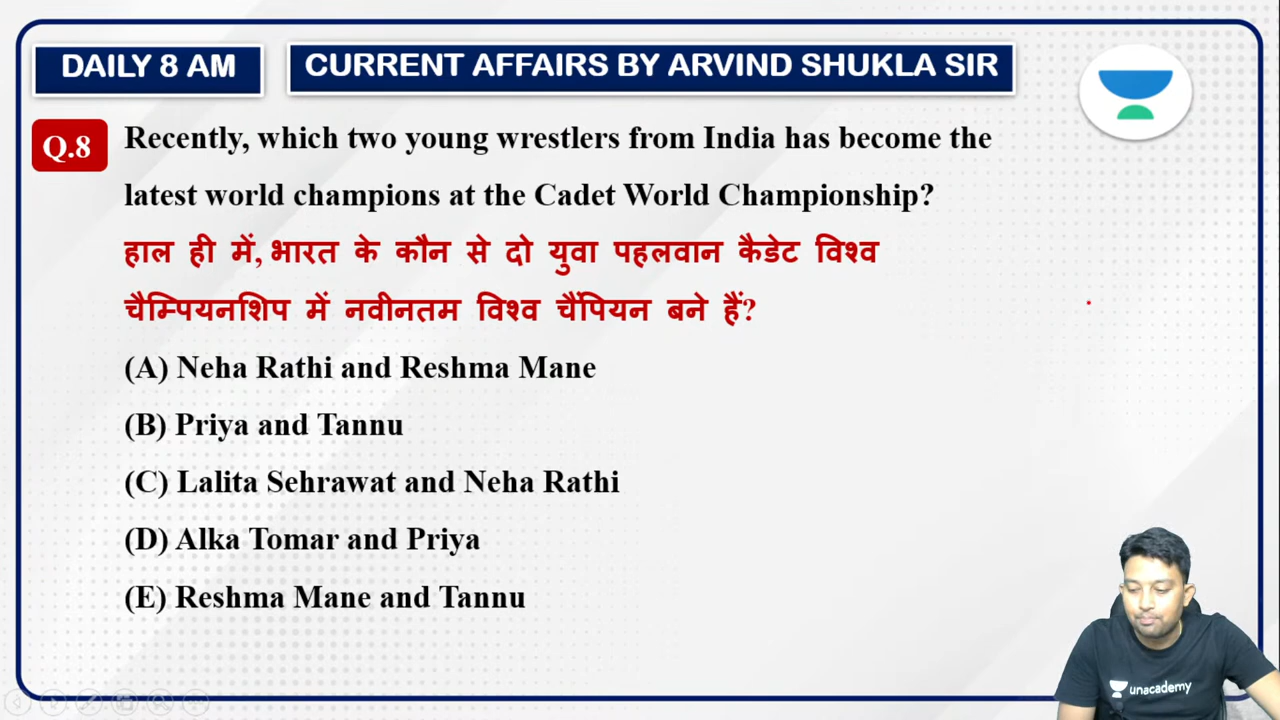 DAILY 8 AM
CURRENT AFFAIRS BY ARVIND SHUKLA SIR
Q.8
Recently, which two young wrestlers from India has become the
latest world champions at the Cadet World Championship?
हाल ही में, भारत के कौन से दो युवा पहलवान कैडेट विश्व
चैम्पियनशिप में नवीनतम विश्व चैंपियन बने हैं?
(A) Neha Rathi and Reshma Mane
(B) Priya and Tannu
(C) Lalita Sehrawat and Neha Rathi
(D) Alka Tomar and Priya
(E) Reshma Mane and Tannu
unacademy